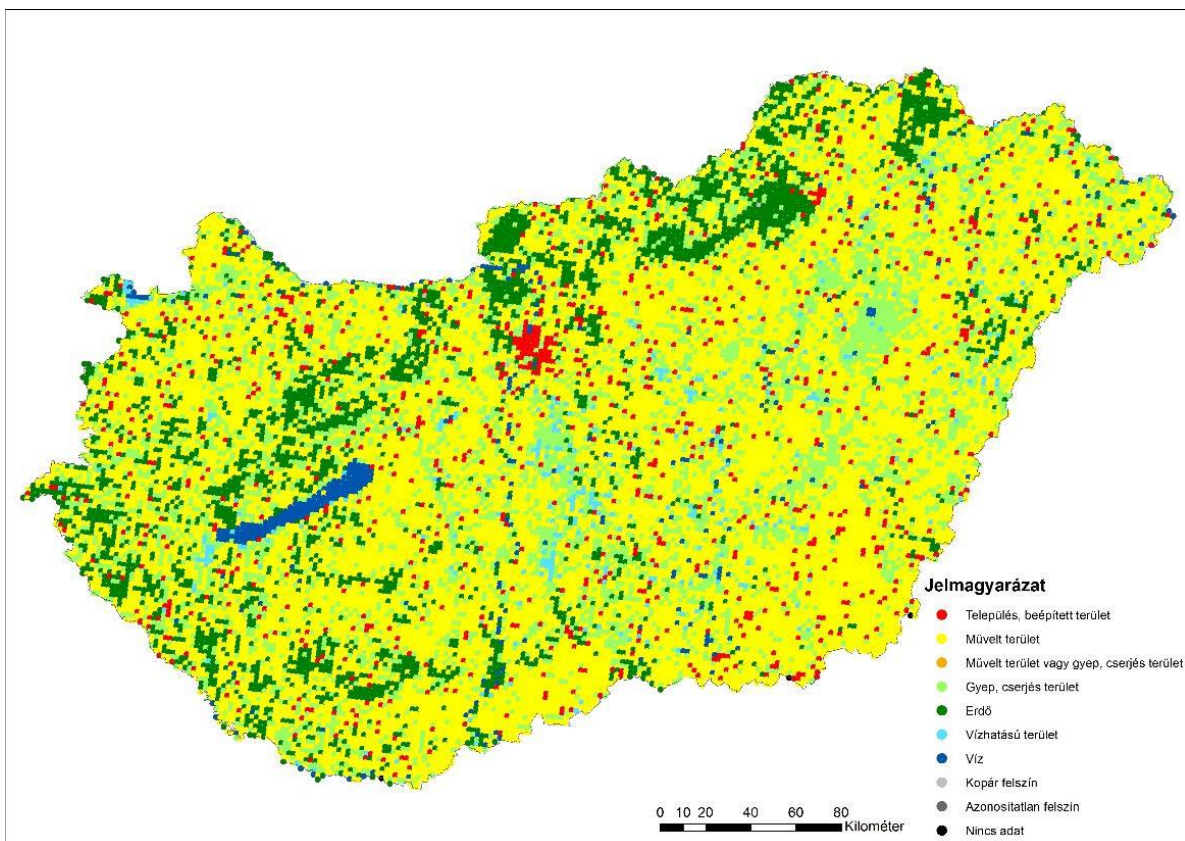 Jelmagyarázat
Település, beépített terület
Művelt terület
Művelt terület vagy gyep, cserjés terület
Gyep, cserjés terület
Erdő
Vízhatású terület
Víz
Kopár felszín
Azonosítatlan felszín
Nincs adat
0 10 20 40 60 80
Kilométer